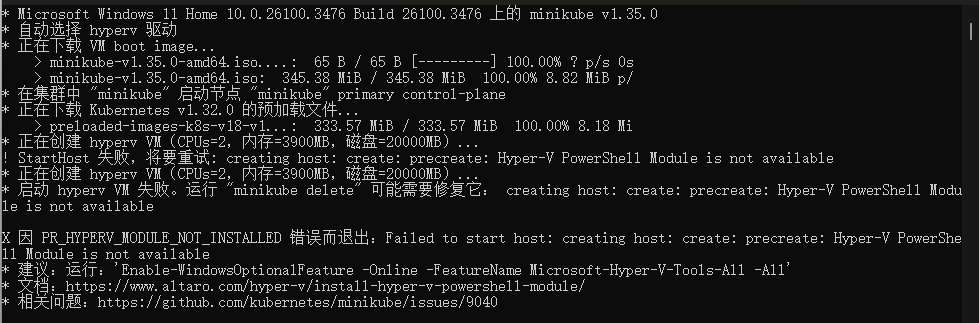 * Microsoft Windows 11 Home 10.0.26100.3476 Build 26100.3476 上的 minikube v1.35.0
* 自动选择 hyperv 驱动
* 正在下载 VM boot image...
    > minikube-v1.35.0-amd64.iso....:  65 B / 65 B [---------] 100.00% ? p/s 0s
    > minikube-v1.35.0-amd64.iso:  345.38 MiB / 345.38 MiB  100.00% 8.82 MiB p/
* 在集群中 "minikube" 启动节点 "minikube" primary control-plane
* 正在下载 Kubernetes v1.32.0 的预加载文件...
    > preloaded-images-k8s-v18-v1...:  333.57 MiB / 333.57 MiB  100.00% 8.18 Mi
* 正在创建 hyperv VM (CPUs=2，内存=3900MB，磁盘=20000MB) ...
! StartHost 失败，将要重试: creating host: create: precreate: Hyper-V PowerShell Module is not available
* 正在创建 hyperv VM (CPUs=2，内存=3900MB，磁盘=20000MB) ...
* 启动 hyperv VM 失败。运行 "minikube delete" 可能需要修复它： creating host: create: precreate: Hyper-V PowerShell Modu
le is not available

X 因 PR_HYPERV_MODULE_NOT_INSTALLED 错误而退出：Failed to start host: creating host: create: precreate: Hyper-V PowerShe
ll Module is not available
* 建议：运行：'Enable-WindowsOptionalFeature -Online -FeatureName Microsoft-Hyper-V-Tools-All -All'
* 文档：https://www.altaro.com/hyper-v/install-hyper-v-powershell-module/
* 相关问题：https://github.com/kubernetes/minikube/issues/9040